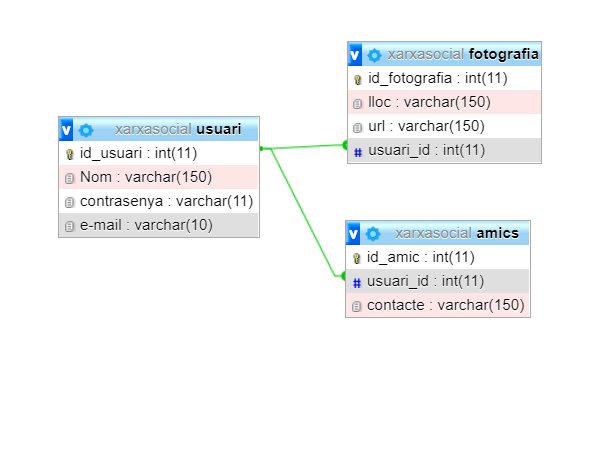 v xarxasocial usuari
id_usuari : int(11)
Nom : varchar(150)
contrasenya : varchar(11)
e-mail : varchar(10)
v xarxasocial fotografia
id_fotografia : int(11)
lloc : varchar(150)
url : varchar(150)
# usuari_id : int(11)
v xarxasocial amics
id_amic : int(11)
# usuari_id : int(11)
contacte : varchar(150)